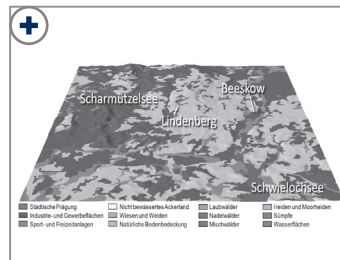 Scharmützelsee
Beeskow
Lindenberg
Schwielochsee
Städtische Prägung
Nicht bewässertes Ackerland
Laubwälder
Heiden und Moorheiden
Industrie- und Gewerbeflächen
Wiesen und Weiden
Nadelwälder
Sümpfe
Sport- und Freizeitanlagen
Natürliche Bodenbedeckung
Mischwälder
Wasserflächen